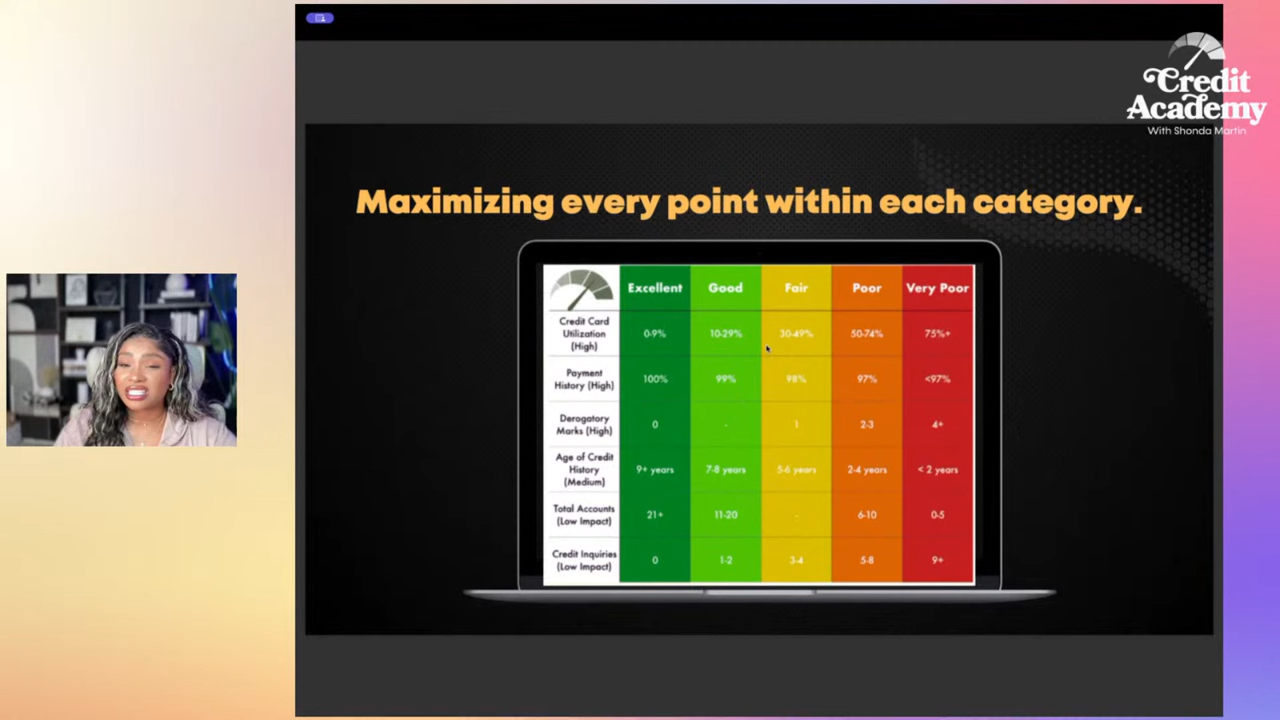 Credit
Academy
With Shonda Martin
Maximizing every point within each category.
Excellent Good Fair Poor Very Poor
Credit Card
Utilization
(High)
0-9% 10-29% 30-49% 50-74% 75%+
Payment
History (High)
100% 99% 98% 97% <97%
Derogatory
Marks (High)
0 - 1 2-3 4+
Age of Credit
History
(Medium)
9+ years 7-8 years 5-6 years 2-4 years < 2 years
Total Accounts
(Low Impact)
21+ 11-20 - 6-10 0-5
Credit Inquiries
(Low Impact)
0 1-2 3-4 5-8 9+